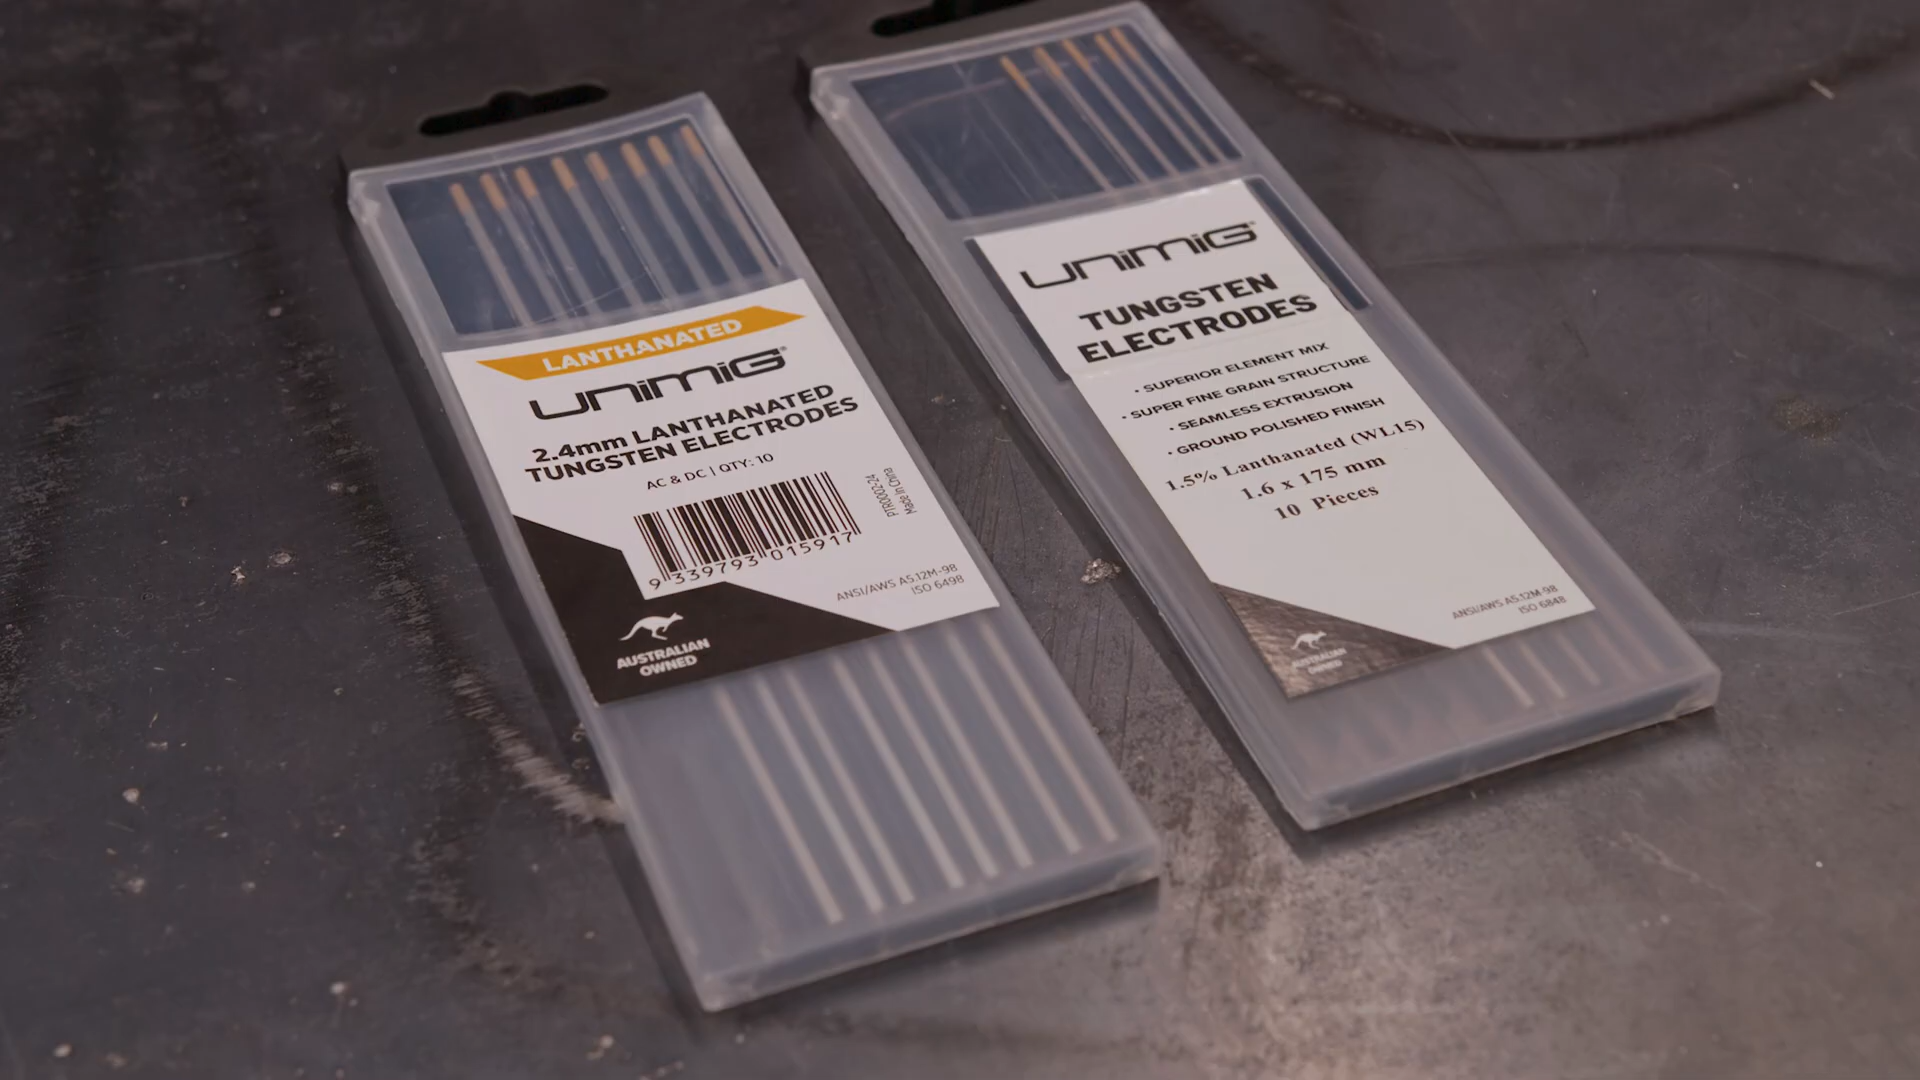 LANTHANATED
UNIMIG
2.4mm LANTHANATED
TUNGSTEN ELECTRODES
AC & DC | QTY: 10
PTR0002-24
Made in China
9 339793 015917
ANSI/AWS A5.12M-98
ISO 6498
AUSTRALIAN
OWNED
UNIMIG
TUNGSTEN
ELECTRODES
• SUPERIOR ELEMENT MIX
• SUPER FINE GRAIN STRUCTURE
• SEAMLESS EXTRUSION
• GROUND POLISHED FINISH
1.5% Lanthanated (WL15)
1.6 x 175 mm
10 Pieces
ANSI/AWS A5.12M-98
ISO 6848
AUSTRALIAN
OWNED